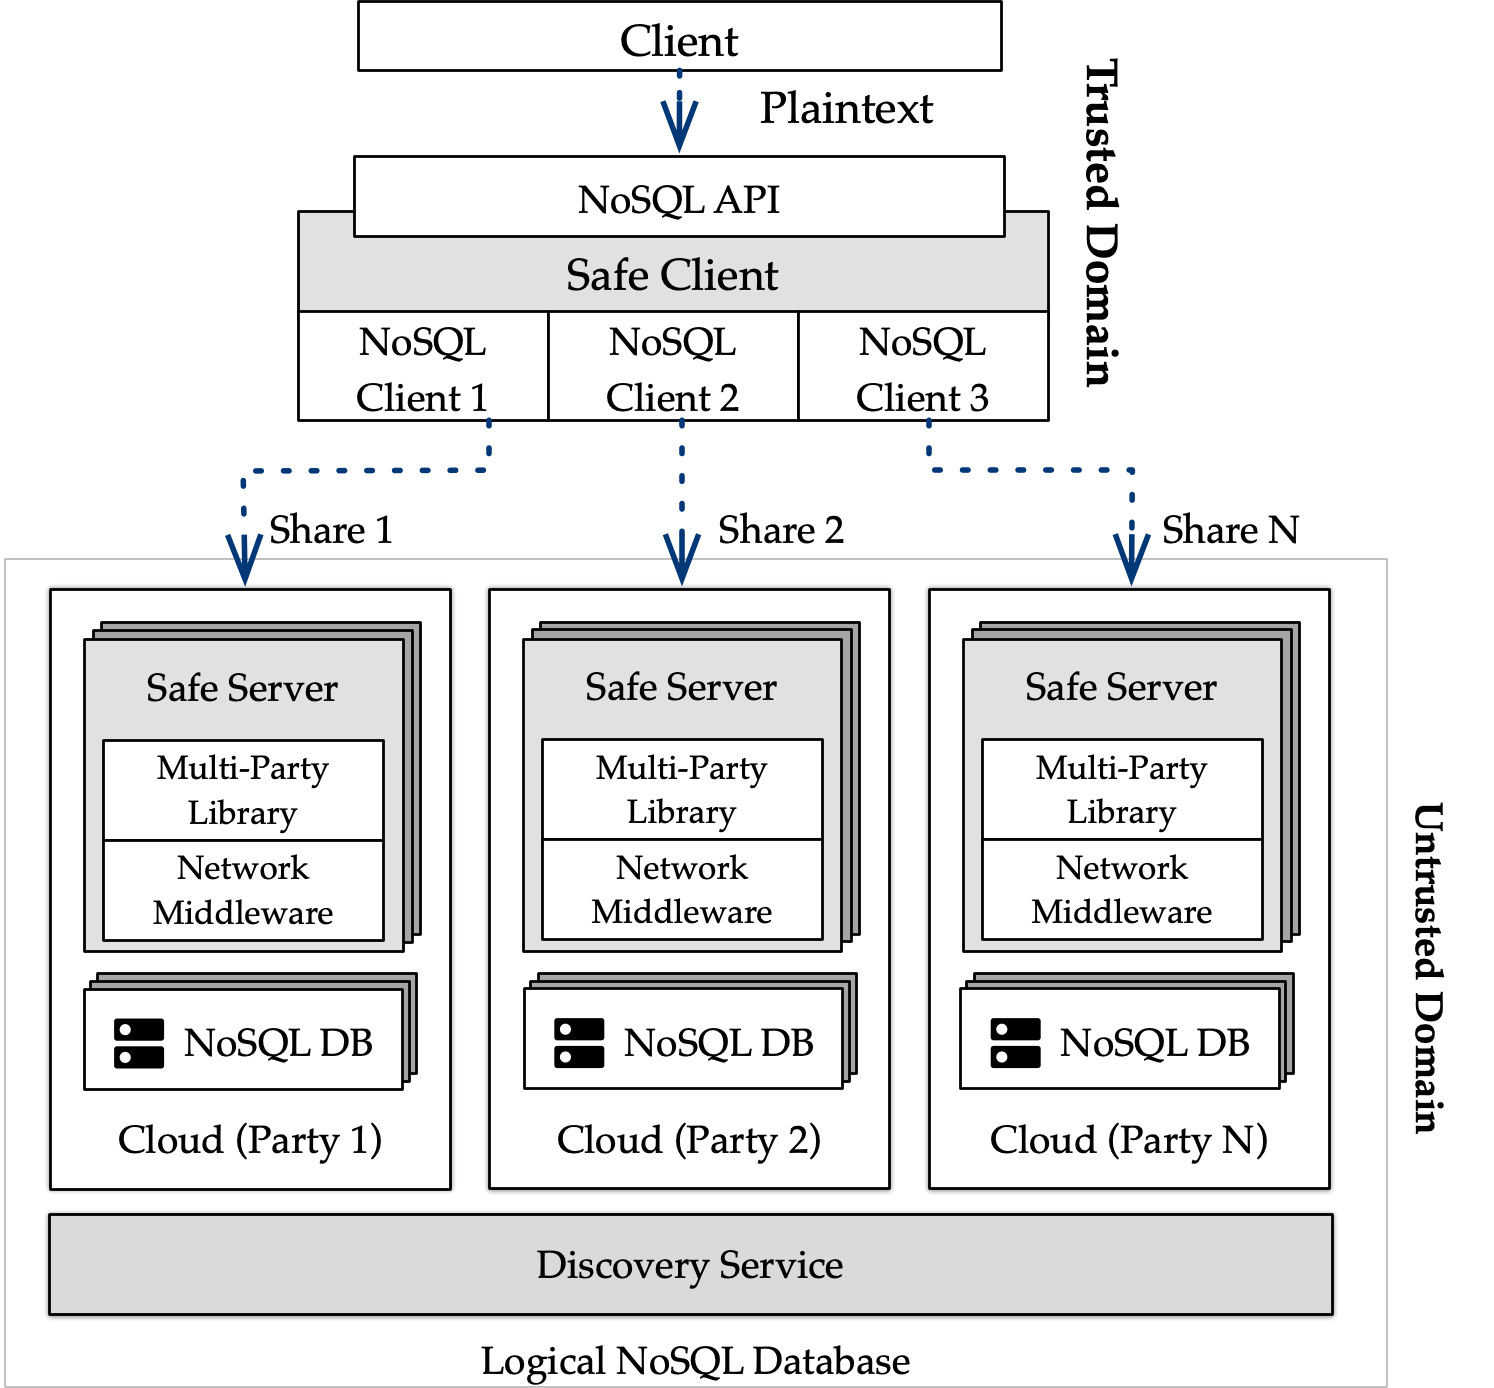 Client
Plaintext
Trusted Domain
NoSQL API
Safe Client
NoSQL
Client 1
NoSQL
Client 2
NoSQL
Client 3
Share 1
Share 2
Share N
Safe Server
Multi-Party
Library
Network
Middleware
NoSQL DB
Cloud (Party 1)
Safe Server
Multi-Party
Library
Network
Middleware
NoSQL DB
Cloud (Party 2)
Safe Server
Multi-Party
Library
Network
Middleware
NoSQL DB
Cloud (Party N)
Untrusted Domain
Discovery Service
Logical NoSQL Database